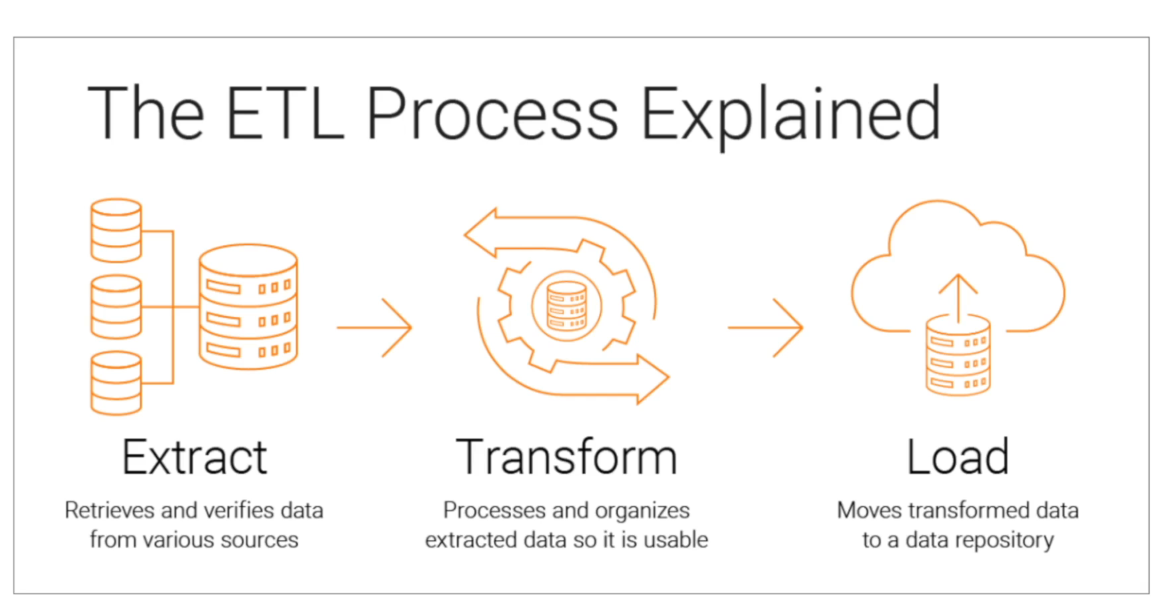 The ETL Process Explained
Extract
Retrieves and verifies data
from various sources
Transform
Processes and organizes
extracted data so it is usable
Load
Moves transformed data
to a data repository